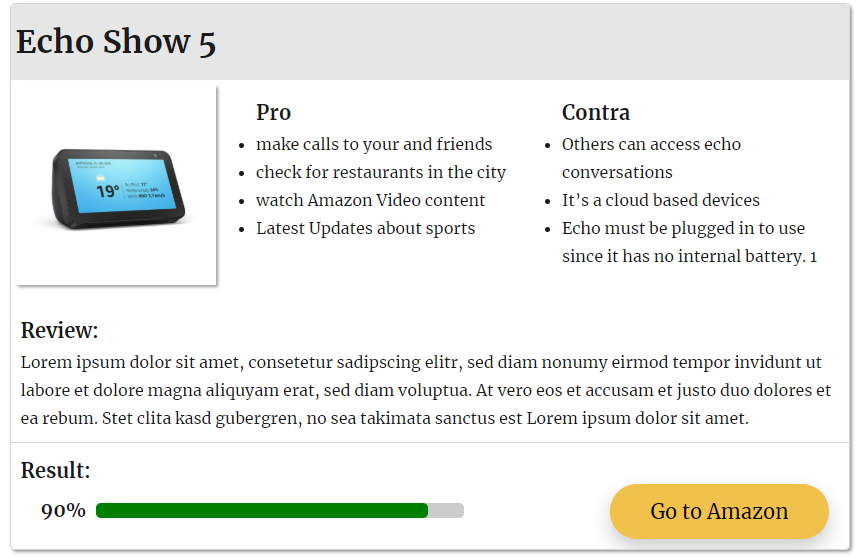 Echo Show 5
19°
Pro
make calls to your and friends
check for restaurants in the city
watch Amazon Video content
Latest Updates about sports
Contra
Others can access echo
conversations
It’s a cloud based devices
Echo must be plugged in to use
since it has no internal battery. 1
Review:
Lorem ipsum dolor sit amet, consetetur sadipscing elitr, sed diam nonumy eirmod tempor invidunt ut
labore et dolore magna aliquyam erat, sed diam voluptua. At vero eos et accusam et justo duo dolores et
ea rebum. Stet clita kasd gubergren, no sea takimata sanctus est Lorem ipsum dolor sit amet.
Result:
90%
Go to Amazon